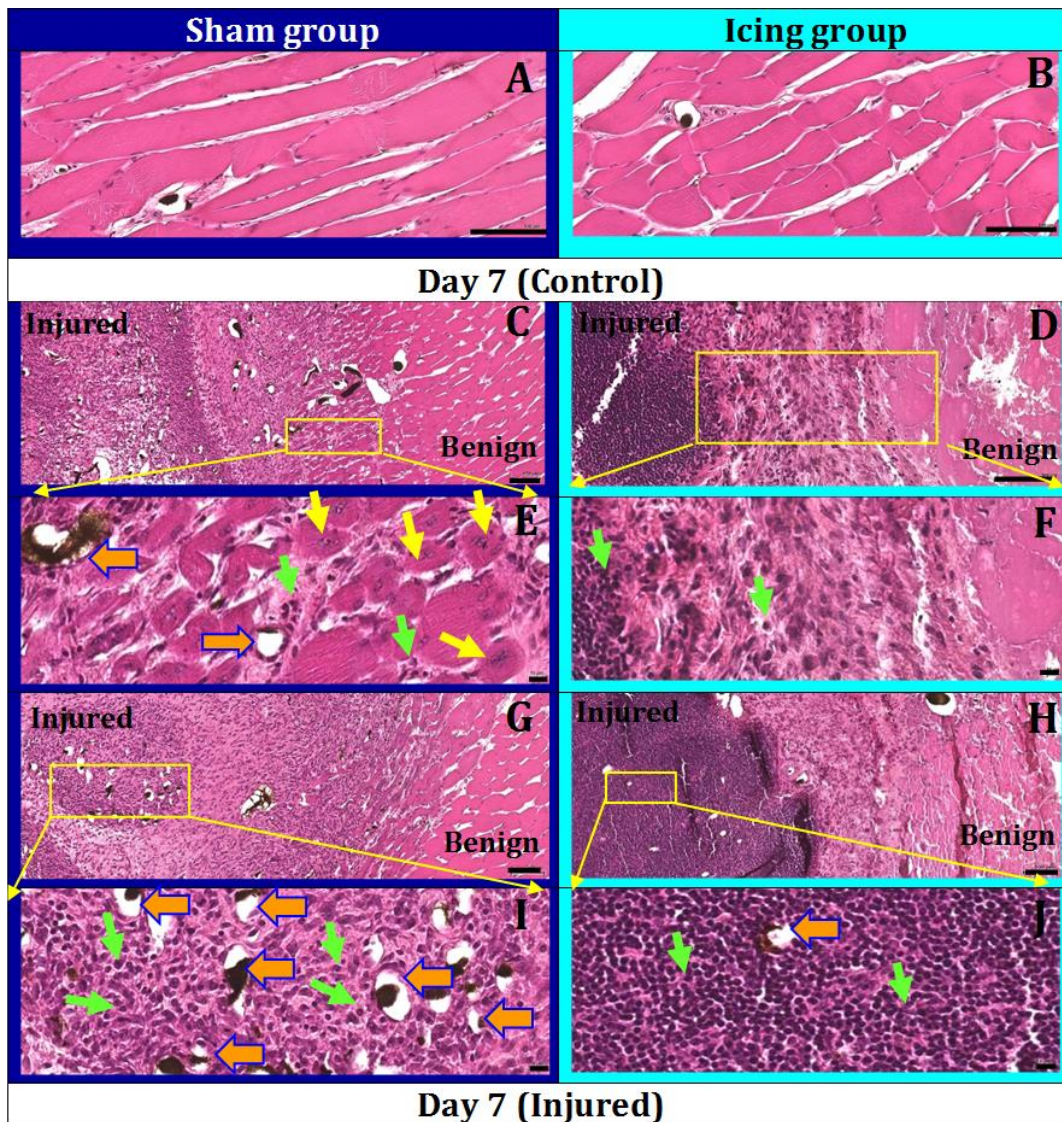 Sham group
Icing group
A
B
Day 7 (Control)
Injured
C
Benign
Injured
D
Benign
E
F
Injured
G
Benign
Injured
H
Benign
I
J
Day 7 (Injured)